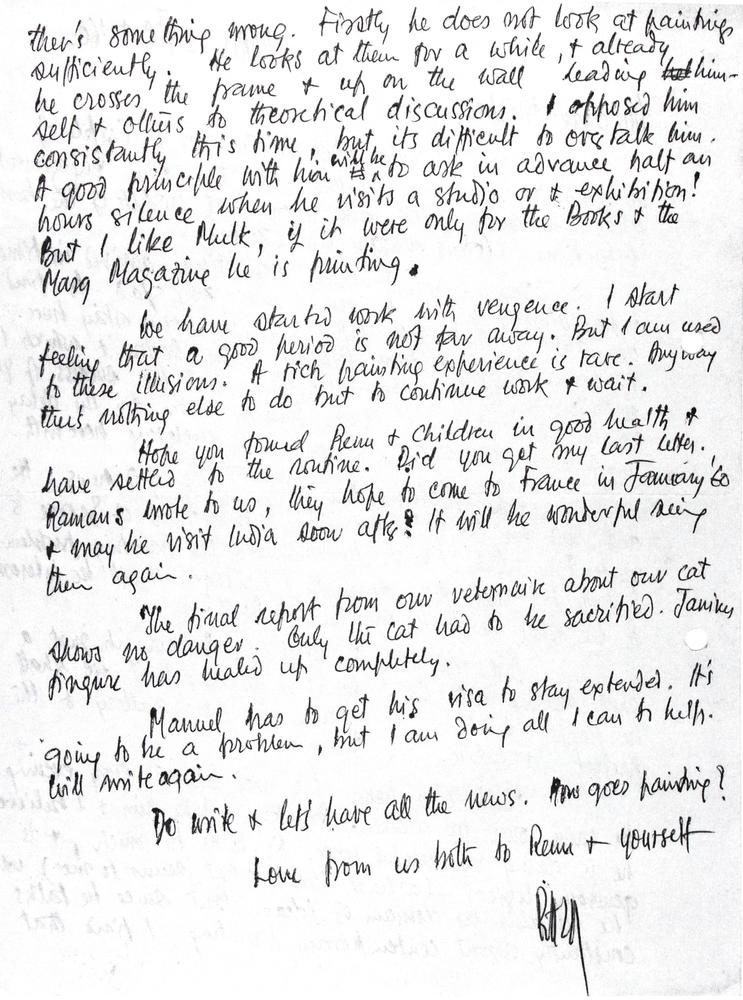 ther's something wrong. Firstly he does not look at paintings
sufficiently. He looks at them for a while, & already
he crosses the frame & up on the wall leading him-
self & others to theoretical discussions. I opposed him
consistantly this time, but, its difficult to overtalk him.
A good principle with him will be to ask in advance half an
hours silence when he visits a studio or exhibition!
But I like Mulk, if it were only for the Books & the
Marg Magazine he is printing.
We have started work with vengence. I start
feeling that a good period is not far away. But I am used
to these illusions. A rich painting experience is rare. Anyway
ther's nothing else to do but to continue work & wait.
Hope you found Renu & Children in good health &
have settled to the routine. Did you get my last letter.
Ramans wrote to us, they hope to come to France in January '60
& may be visit India soon after. It will be wonderful seeing
them again.
The final report from our veternaire about our cat
shows no danger. Only the cat had to be sacrified. Janines
fingure has healed up completely.
Manuel has to get his visa to stay extended. It's
going to be a problem, but I am doing all I can to help.
Will write again.
Do write & let's have all the news. How goes painting?
Love from us both to Renu & yourself
RAZA